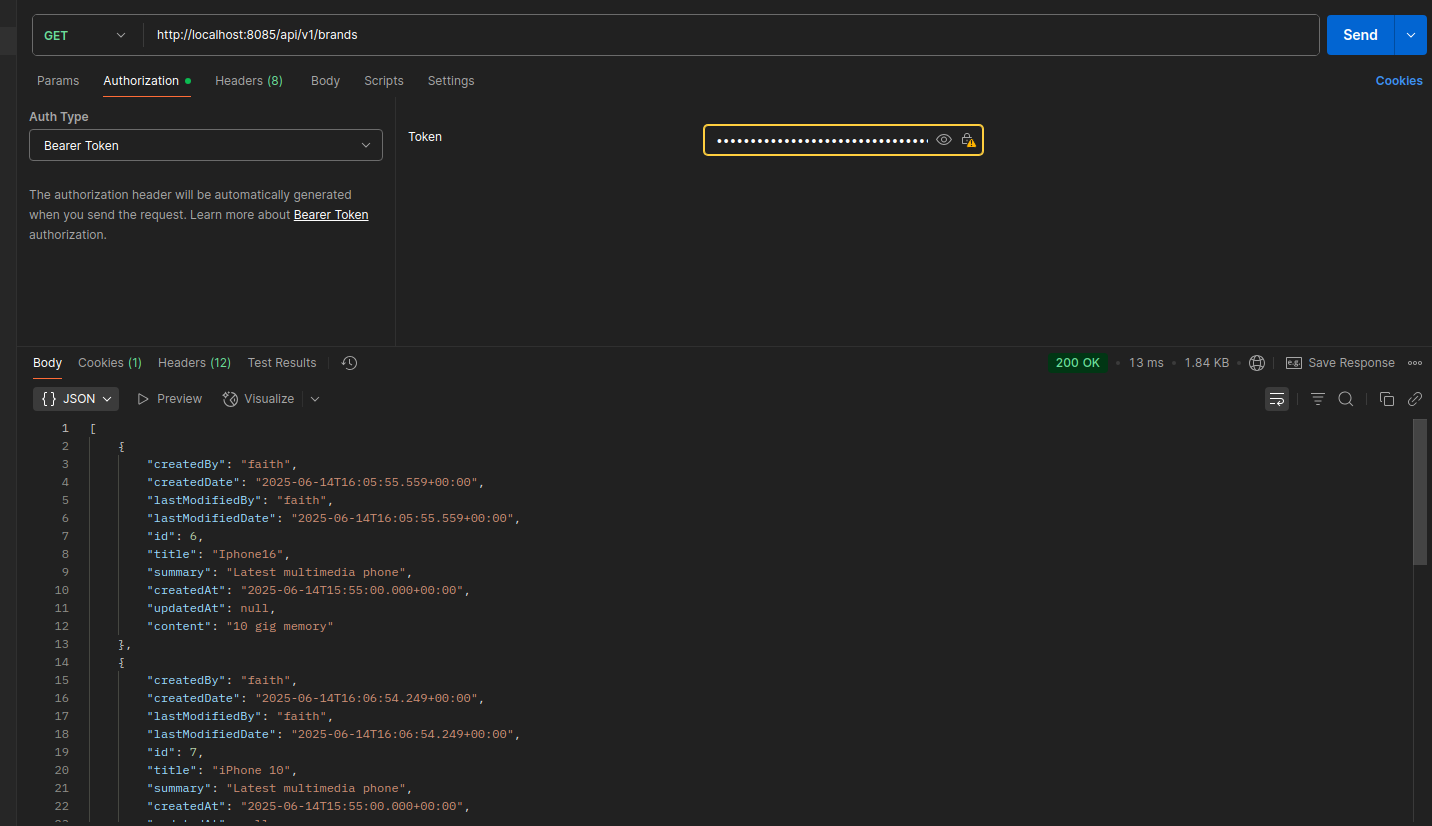 GET http://localhost:8085/api/v1/brands Send
Params Authorization Headers (8) Body Scripts Settings Cookies
Auth Type
Bearer Token
Token
The authorization header will be automatically generated
when you send the request. Learn more about Bearer Token
authorization.
Body Cookies (1) Headers (12) Test Results 200 OK • 13 ms • 1.84 KB • e.g. Save Response
{} JSON Preview Visualize
1 [
2 {
3 "createdBy": "faith",
4 "createdDate": "2025-06-14T16:05:55.559+00:00",
5 "lastModifiedBy": "faith",
6 "lastModifiedDate": "2025-06-14T16:05:55.559+00:00",
7 "id": 6,
8 "title": "Iphone16",
9 "summary": "Latest multimedia phone",
10 "createdAt": "2025-06-14T15:55:00.000+00:00",
11 "updatedAt": null,
12 "content": "10 gig memory"
13 },
14 {
15 "createdBy": "faith",
16 "createdDate": "2025-06-14T16:06:54.249+00:00",
17 "lastModifiedBy": "faith",
18 "lastModifiedDate": "2025-06-14T16:06:54.249+00:00",
19 "id": 7,
20 "title": "iPhone 10",
21 "summary": "Latest multimedia phone",
22 "createdAt": "2025-06-14T15:55:00.000+00:00",